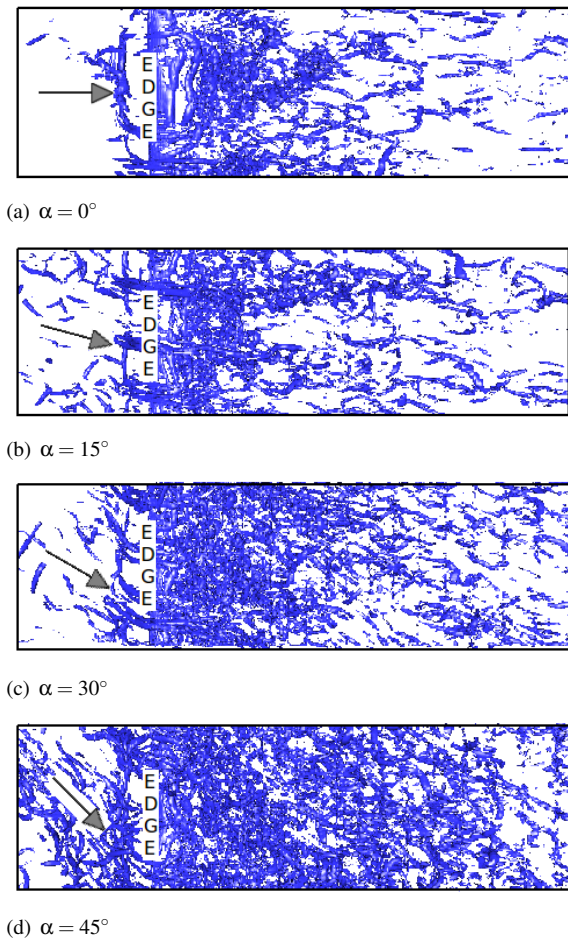 E
D
G
E
(a) α = 0°
E
D
G
E
(b) α = 15°
E
D
G
E
(c) α = 30°
E
D
G
E
(d) α = 45°